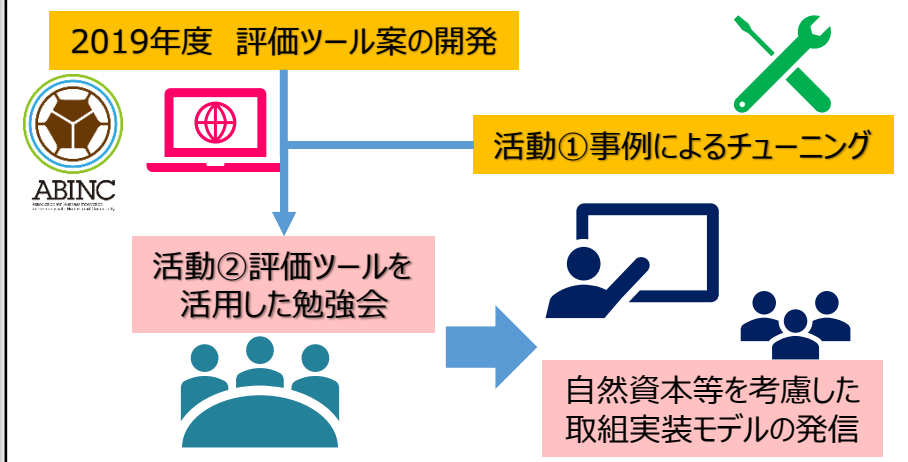 2019年度 評価ツール案の開発
活動①事例によるチューニング
ABINC
活動②評価ツールを
活用した勉強会
自然資本等を考慮した
取組実装モデルの発信